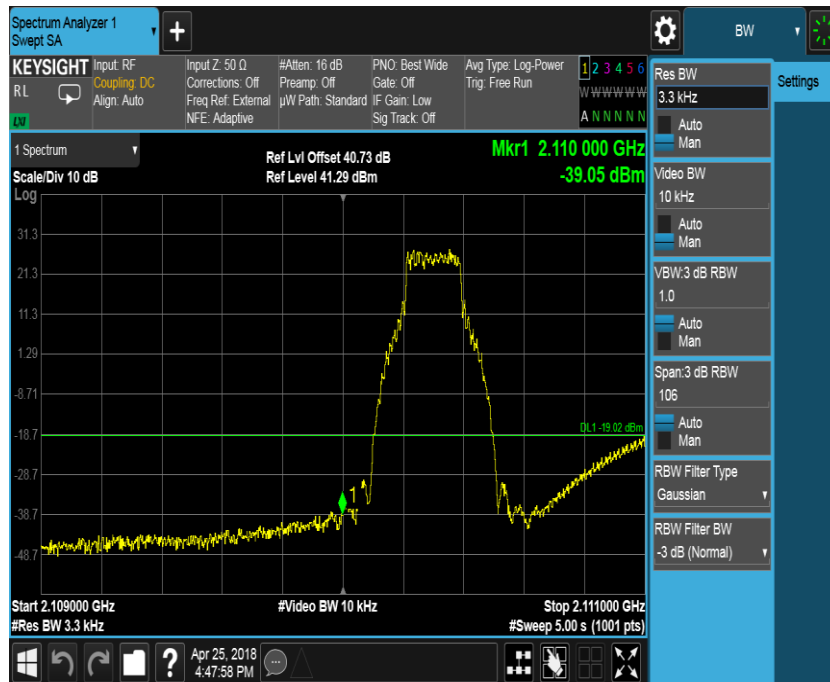 Spectrum Analyzer 1
Swept SA
+
BW
KEYSIGHT
RL
LXI
Input: RF
Coupling: DC
Align: Auto
Input Z: 50 Ω
Corrections: Off
Freq Ref: External
NFE: Adaptive
#Atten: 16 dB
Preamp: Off
µW Path: Standard
PNO: Best Wide
Gate: Off
IF Gain: Low
Sig Track: Off
Avg Type: Log-Power
Trig: Free Run
1 2 3 4 5 6
W W W W W W
A N N N N N
1 Spectrum
Scale/Div 10 dB
Ref Lvl Offset 40.73 dB
Ref Level 41.29 dBm
Mkr1 2.110 000 GHz
-39.05 dBm
Log
31.3
21.3
11.3
1.29
-8.71
-18.7
-28.7
-38.7
-48.7
DL1 -19.02 dBm
1
Start 2.109000 GHz
#Res BW 3.3 kHz
#Video BW 10 kHz
Stop 2.111000 GHz
#Sweep 5.00 s (1001 pts)
Res BW
3.3 kHz
Auto
Man
Video BW
10 kHz
Auto
Man
VBW:3 dB RBW
1.0
Auto
Man
Span:3 dB RBW
106
Auto
Man
RBW Filter Type
Gaussian
RBW Filter BW
-3 dB (Normal)
Settings
?
Apr 25, 2018
4:47:58 PM